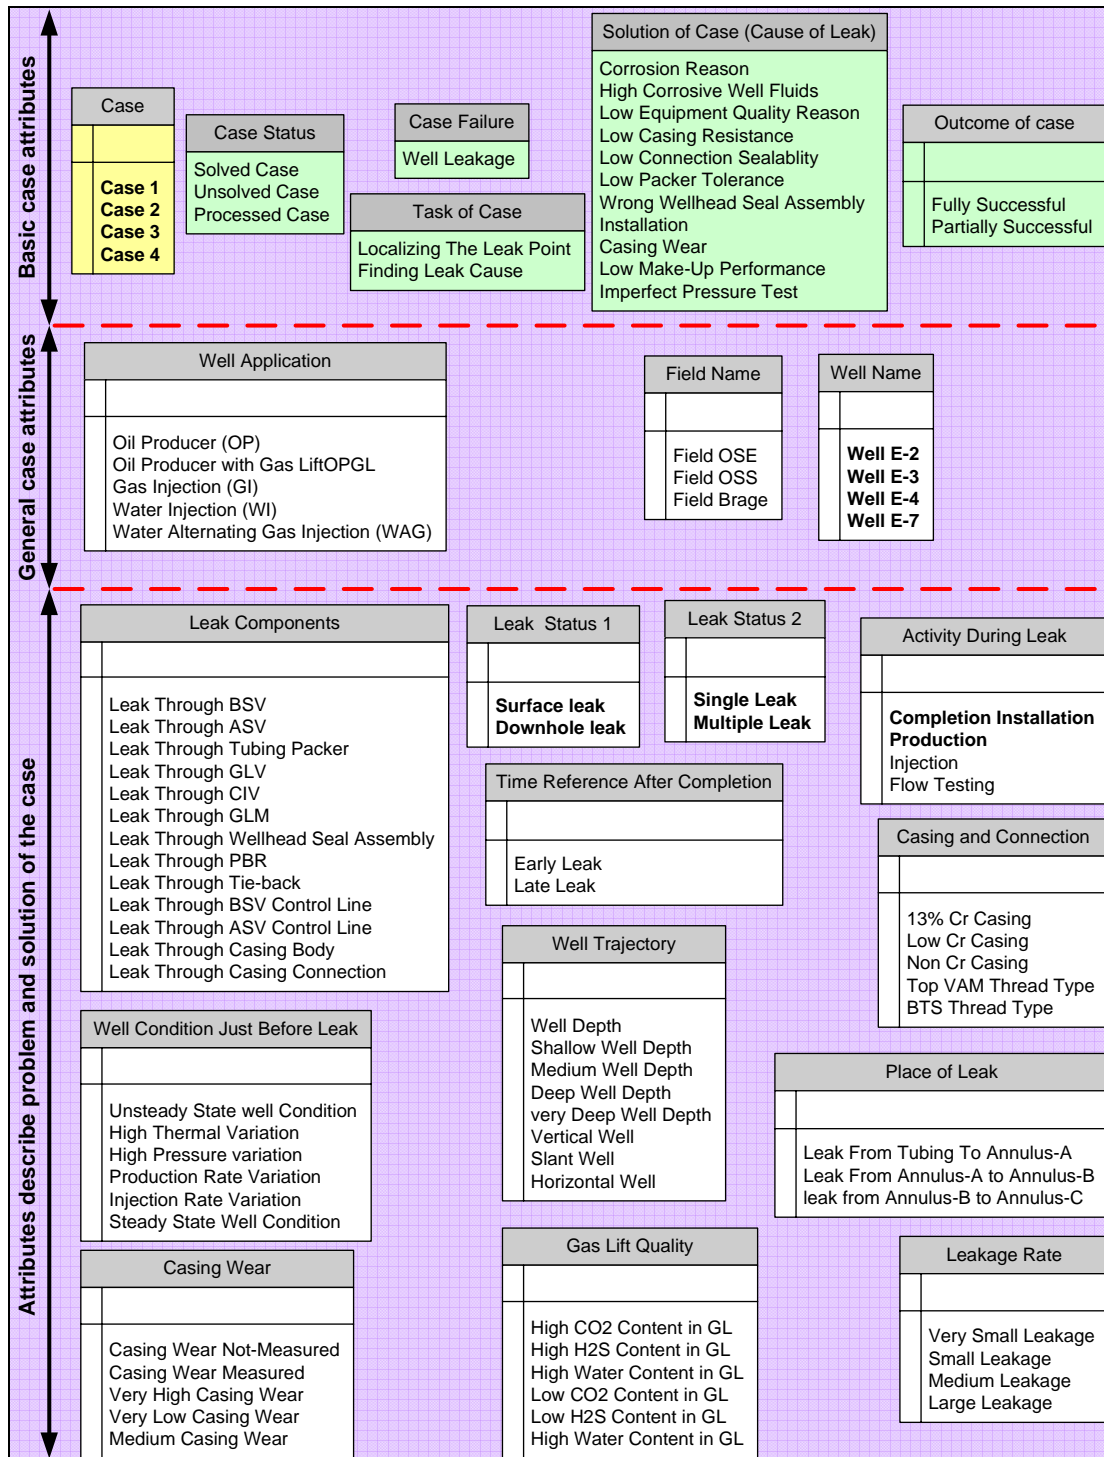 Basic case attributes
Case
Case 1
Case 2
Case 3
Case 4
Case Status
Solved Case
Unsolved Case
Processed Case
Case Failure
Well Leakage
Task of Case
Localizing The Leak Point
Finding Leak Cause
Solution of Case (Cause of Leak)
Corrosion Reason
High Corrosive Well Fluids
Low Equipment Quality Reason
Low Casing Resistance
Low Connection Sealablity
Low Packer Tolerance
Wrong Wellhead Seal Assembly
Installation
Casing Wear
Low Make-Up Performance
Imperfect Pressure Test
Outcome of case
Fully Successful
Partially Successful
General case attributes
Well Application
Oil Producer (OP)
Oil Producer with Gas LiftOPGL
Gas Injection (GI)
Water Injection (WI)
Water Alternating Gas Injection (WAG)
Field Name
Field OSE
Field OSS
Field Brage
Well Name
Well E-2
Well E-3
Well E-4
Well E-7
Attributes describe problem and solution of the case
Leak Components
Leak Through BSV
Leak Through ASV
Leak Through Tubing Packer
Leak Through GLV
Leak Through CIV
Leak Through GLM
Leak Through Wellhead Seal Assembly
Leak Through PBR
Leak Through Tie-back
Leak Through BSV Control Line
Leak Through ASV Control Line
Leak Through Casing Body
Leak Through Casing Connection
Leak Status 1
Surface leak
Downhole leak
Leak Status 2
Single Leak
Multiple Leak
Activity During Leak
Completion Installation
Production
Injection
Flow Testing
Time Reference After Completion
Early Leak
Late Leak
Casing and Connection
13% Cr Casing
Low Cr Casing
Non Cr Casing
Top VAM Thread Type
BTS Thread Type
Well Trajectory
Well Depth
Shallow Well Depth
Medium Well Depth
Deep Well Depth
very Deep Well Depth
Vertical Well
Slant Well
Horizontal Well
Well Condition Just Before Leak
Unsteady State well Condition
High Thermal Variation
High Pressure variation
Production Rate Variation
Injection Rate Variation
Steady State Well Condition
Place of Leak
Leak From Tubing To Annulus-A
Leak From Annulus-A to Annulus-B
leak from Annulus-B to Annulus-C
Casing Wear
Casing Wear Not-Measured
Casing Wear Measured
Very High Casing Wear
Very Low Casing Wear
Medium Casing Wear
Gas Lift Quality
High CO2 Content in GL
High H2S Content in GL
High Water Content in GL
Low CO2 Content in GL
Low H2S Content in GL
High Water Content in GL
Leakage Rate
Very Small Leakage
Small Leakage
Medium Leakage
Large Leakage